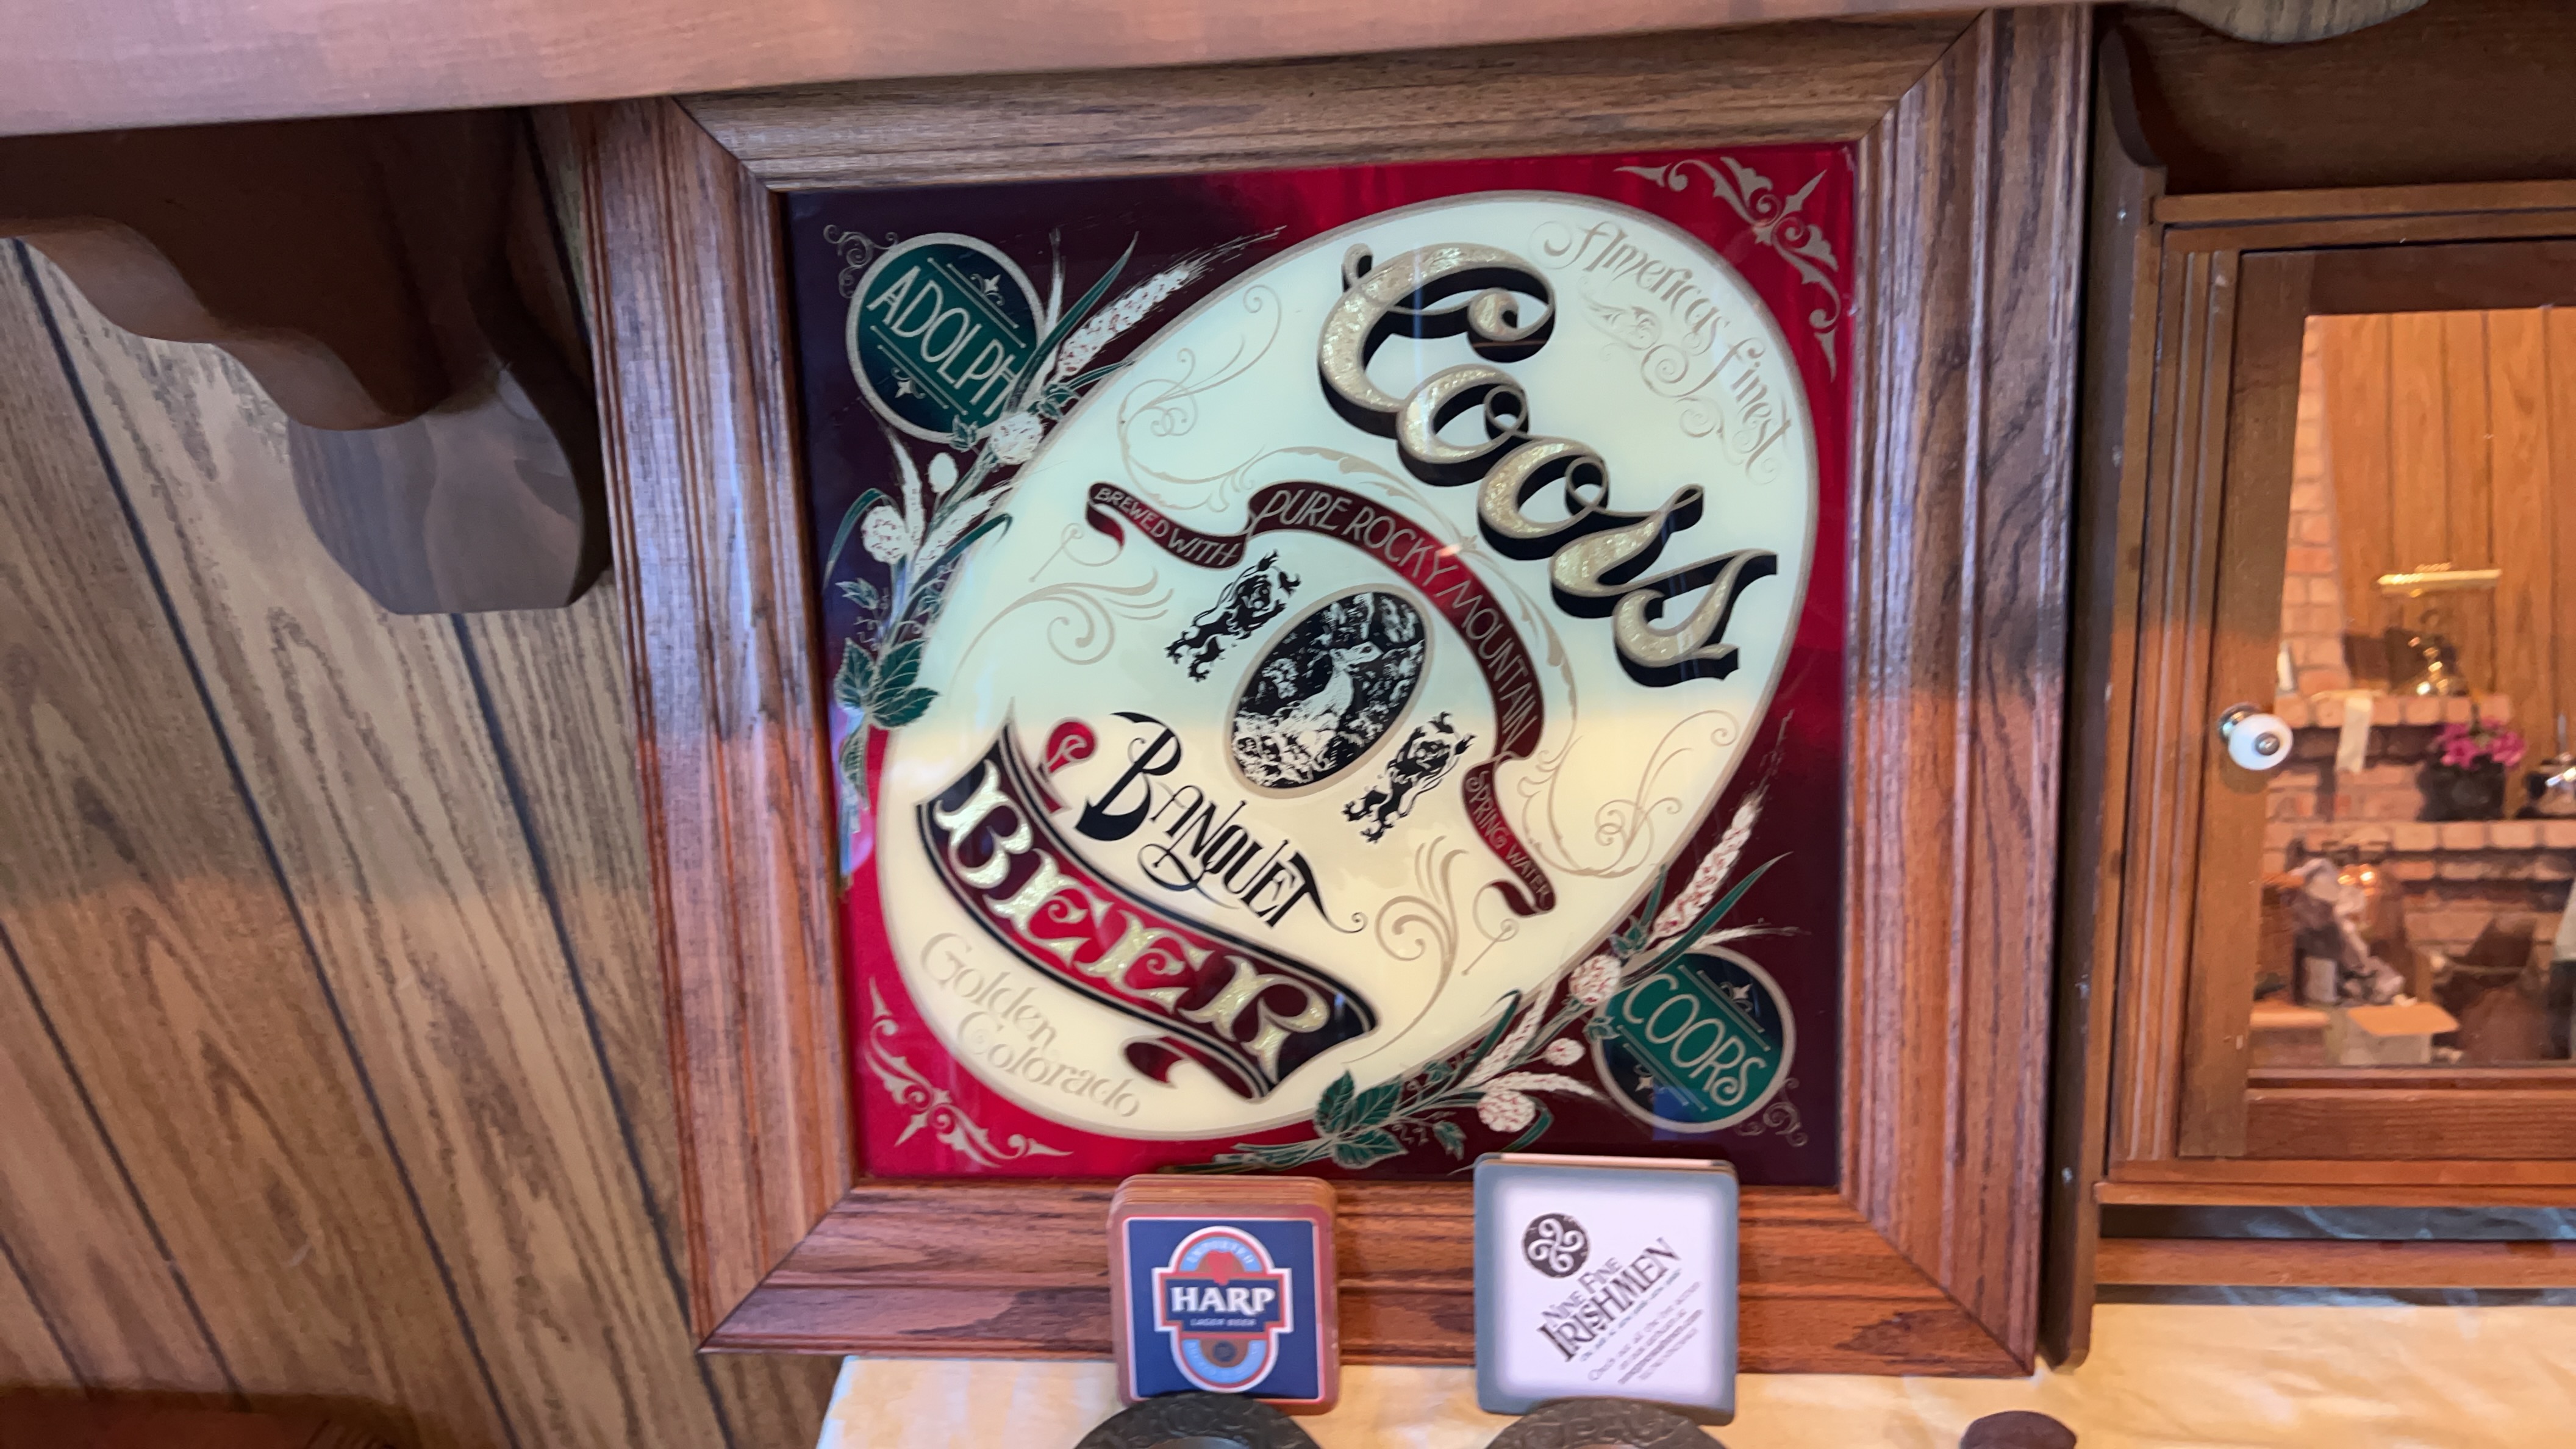 ADOLPH
America's finest
Coors
BREWED WITH
PURE ROCKY MOUNTAIN
SPRING WATER
BANQUET
BEER
Golden
Colorado
COORS
IMPORTED
HARP
LAGER BEER
NINE FINE
IRISHMEN